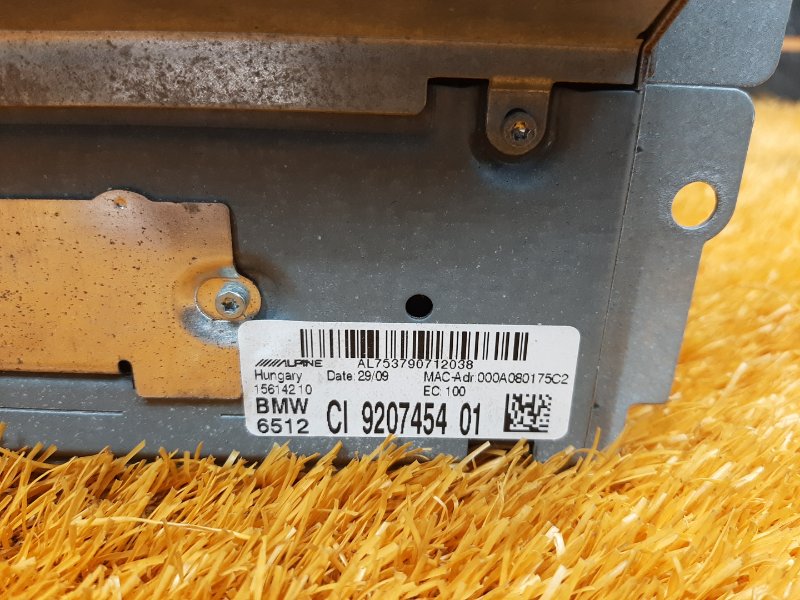 AL753790712038
ALPINE
Hungary Date: 29/09 MAC-Adr:000A080175C2
15614210 EC: 100
BMW
6512 CI 9207454 01